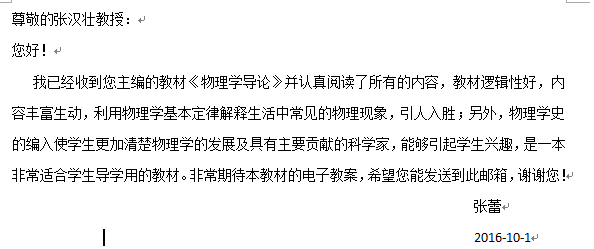 尊敬的张汉壮教授：
您好！
我已经收到您主编的教材《物理学导论》并认真阅读了所有的内容，教材逻辑性好，内
容丰富生动，利用物理学基本定律解释生活中常见的物理现象，引人入胜；另外，物理学史
的编入使学生更加清楚物理学的发展及具有主要贡献的科学家，能够引起学生兴趣，是一本
非常适合学生导学用的教材。非常期待本教材的电子教案，希望您能发送到此邮箱，谢谢您！
张蕾
2016-10-1